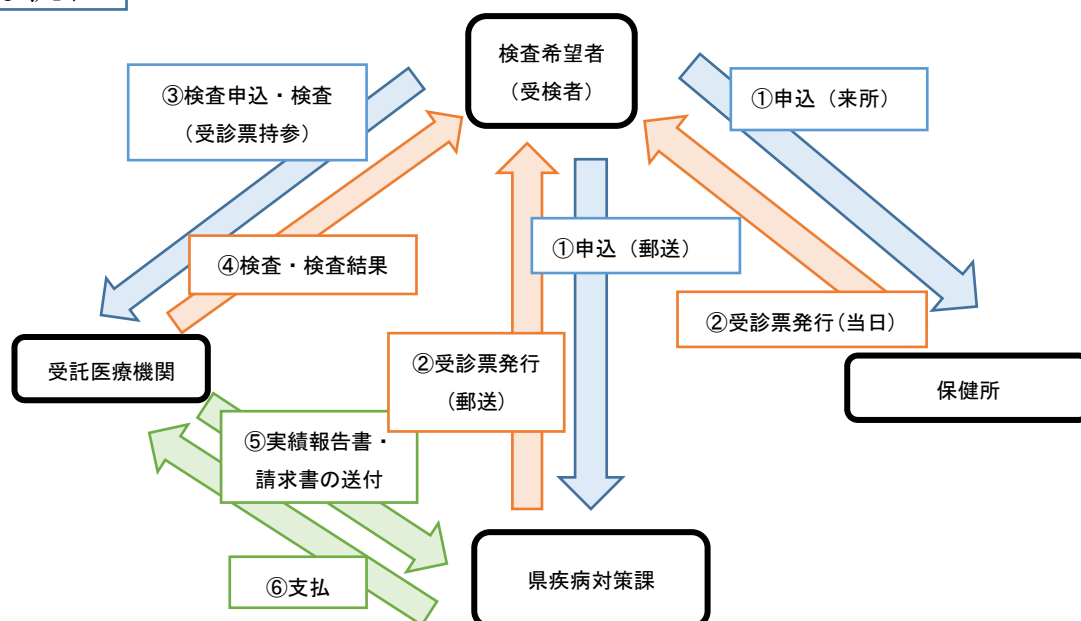 検査希望者
(受検者)
③検査申込・検査
(受診票持参)
①申込(来所)
④検査・検査結果
①申込(郵送)
②受診票発行(当日)
②受診票発行
(郵送)
受託医療機関
保健所
⑤実績報告書・
請求書の送付
⑥支払
県疾病対策課